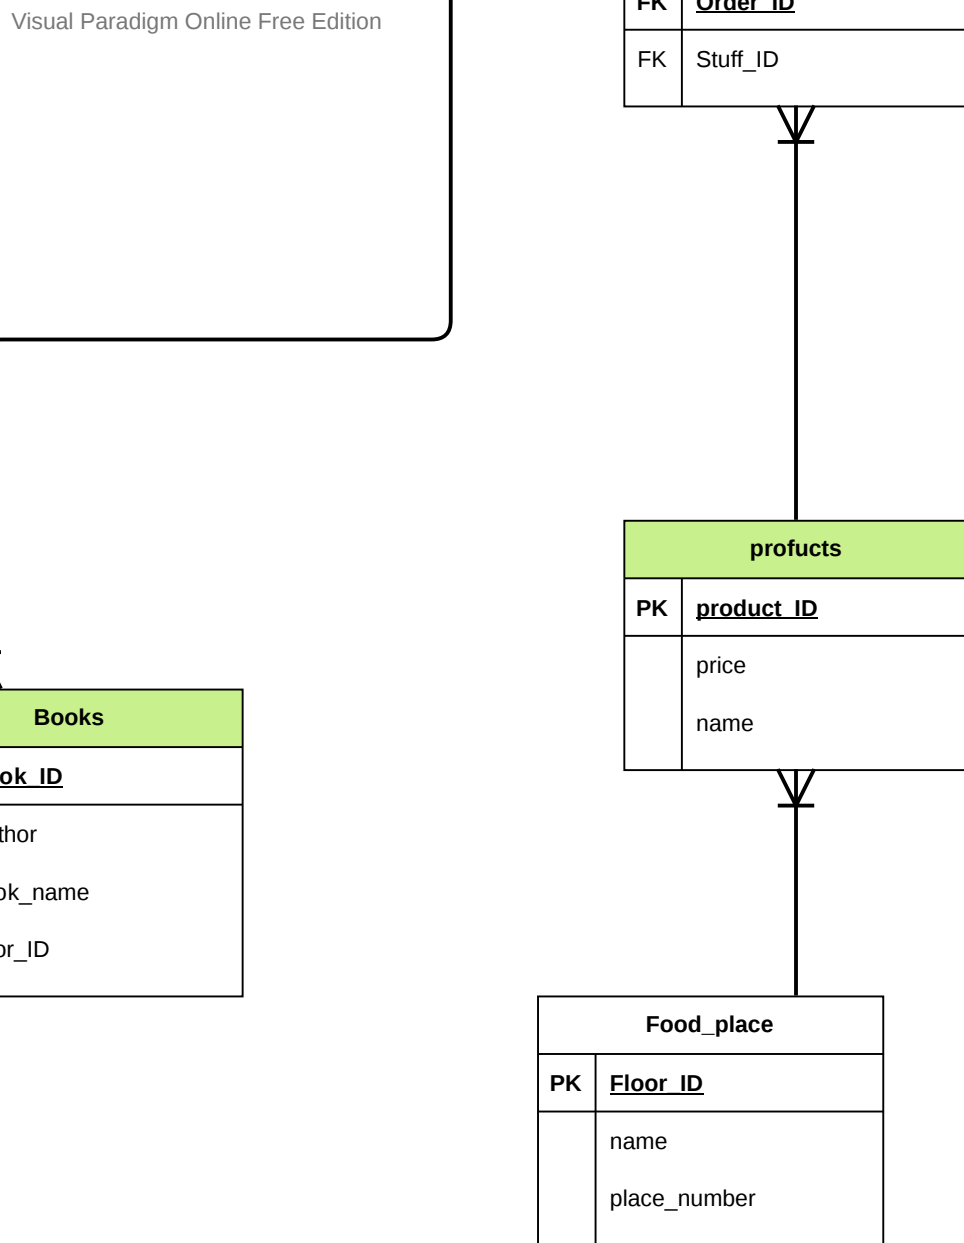 Visual Paradigm Online Free Edition
FK Order_ID
FK Stuff_ID
profucts
PK product_ID
price
name
Books
ok_ID
thor
ok_name
or_ID
Food_place
PK Floor_ID
name
place_number